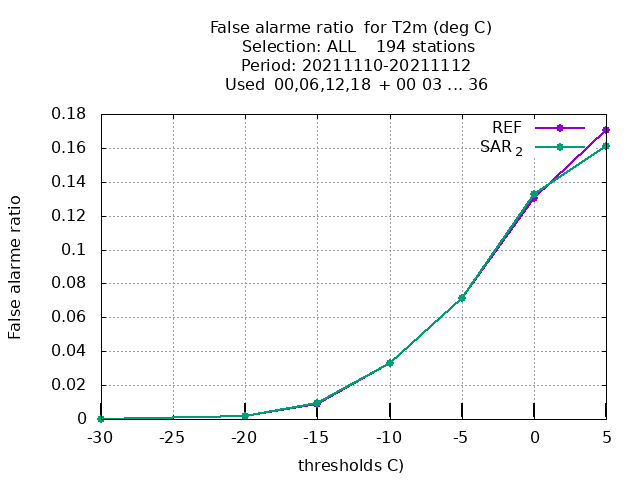 False alarme ratio  for T2m (deg C)
Selection: ALL    194 stations
Period: 20211110-20211112
Used  00,06,12,18  + 00 03 ... 36
REF
SAR 2
False alarme ratio
0.18
0.16
0.14
0.12
0.1
0.08
0.06
0.04
0.02
0
-30 -25 -20 -15 -10 -5 0 5
thresholds C)